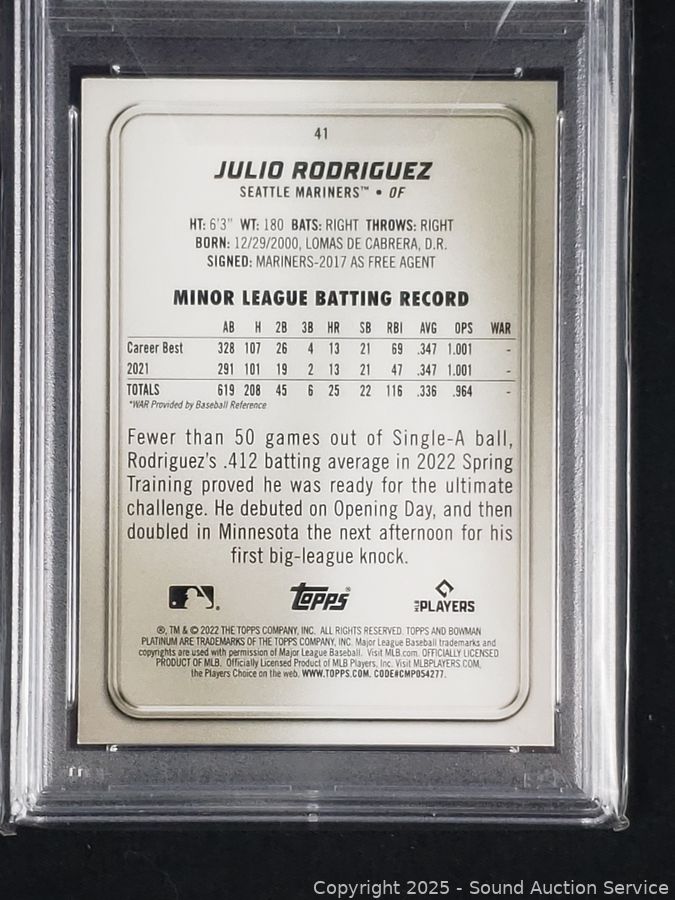 41
JULIO RODRIGUEZ
SEATTLE MARINERS™ • OF
HT: 6'3" WT: 180 BATS: RIGHT THROWS: RIGHT
BORN: 12/29/2000, LOMAS DE CABRERA, D.R.
SIGNED: MARINERS-2017 AS FREE AGENT
MINOR LEAGUE BATTING RECORD
AB H 2B 3B HR SB RBI AVG OPS WAR
Career Best 328 107 26 4 13 21 69 .347 1.001 -
2021 291 101 19 2 13 21 47 .347 1.001 -
TOTALS 619 208 45 6 25 22 116 .336 .964 -
*WAR Provided by Baseball Reference
Fewer than 50 games out of Single-A ball,
Rodriguez's .412 batting average in 2022 Spring
Training proved he was ready for the ultimate
challenge. He debuted on Opening Day, and then
doubled in Minnesota the next afternoon for his
first big-league knock.
Topps®
MLB PLAYERS
®, TM & © 2022 THE TOPPS COMPANY, INC. ALL RIGHTS RESERVED. TOPPS AND BOWMAN
PLATINUM ARE TRADEMARKS OF THE TOPPS COMPANY, INC. Major League Baseball trademarks and
copyrights are used with permission of Major League Baseball. Visit MLB.com. OFFICIALLY LICENSED
PRODUCT OF MLB. Officially Licensed Product of MLB Players, Inc. Visit MLBPLAYERS.COM,
the Players Choice on the web. WWW.TOPPS.COM. CODE#CMP054277.
Copyright 2025 - Sound Auction Service